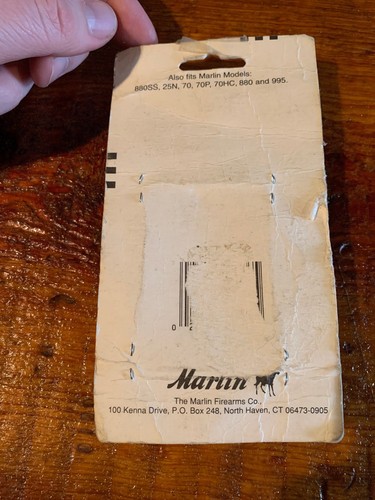 Also fits Marlin Models:
880SS, 25N, 70, 70P, 70HC, 880 and 995.
0
Marlin
The Marlin Firearms Co.,
100 Kenna Drive, P.O. Box 248, North Haven, CT 06473-0905